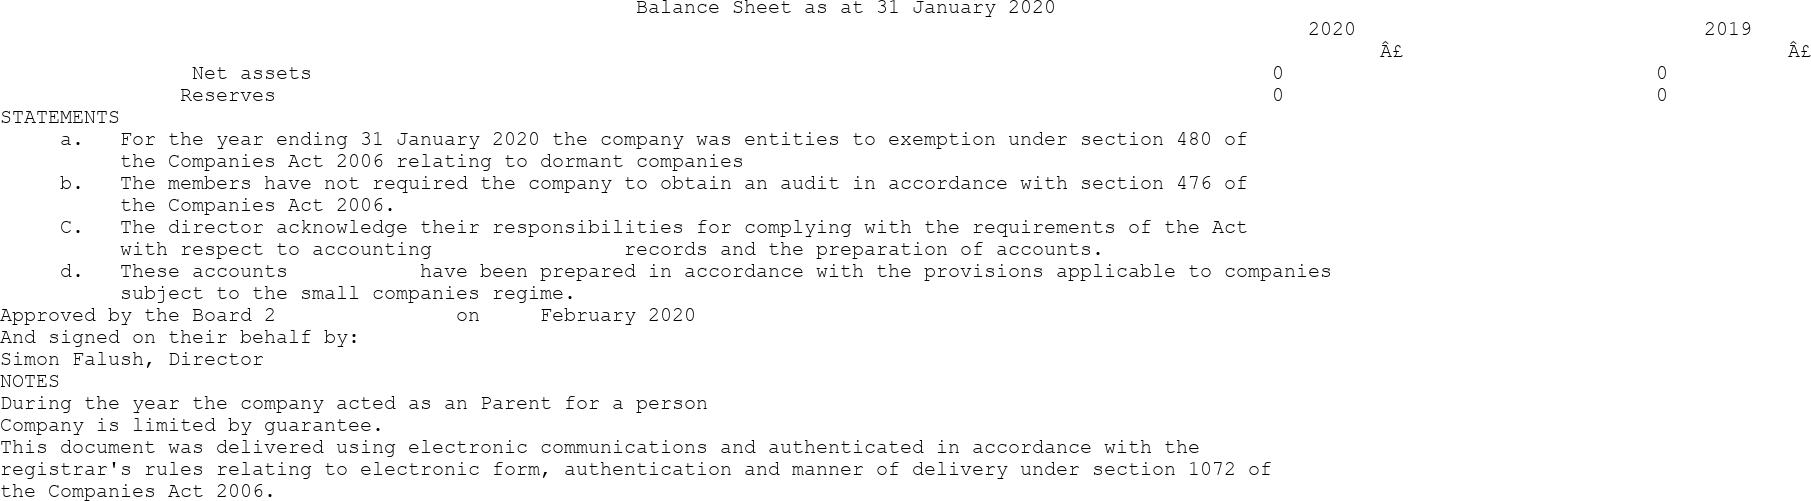 Balance Sheet as at 31 January 2020
2020 2019
Â£ Â£
Net assets 0 0
Reserves 0 0
STATEMENTS
a. For the year ending 31 January 2020 the company was entities to exemption under section 480 of
the Companies Act 2006 relating to dormant companies
b. The members have not required the company to obtain an audit in accordance with section 476 of
the Companies Act 2006.
C. The director acknowledge their responsibilities for complying with the requirements of the Act
with respect to accounting records and the preparation of accounts.
d. These accounts have been prepared in accordance with the provisions applicable to companies
subject to the small companies regime.
Approved by the Board 2 on February 2020
And signed on their behalf by:
Simon Falush, Director
NOTES
During the year the company acted as an Parent for a person
Company is limited by guarantee.
This document was delivered using electronic communications and authenticated in accordance with the
registrar's rules relating to electronic form, authentication and manner of delivery under section 1072 of
the Companies Act 2006.